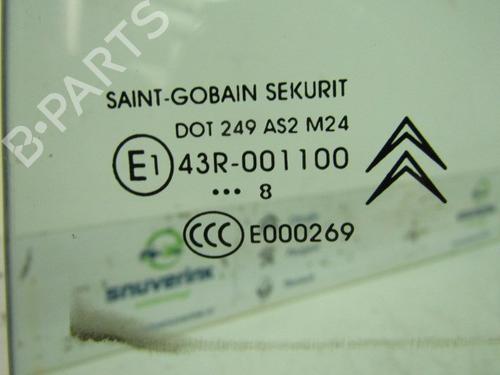 B-PARTS
SAINT-GOBAIN SEKURIT
DOT 249 AS2 M24
E1 43R-001100
••• 8
CCC E000269
snuverink